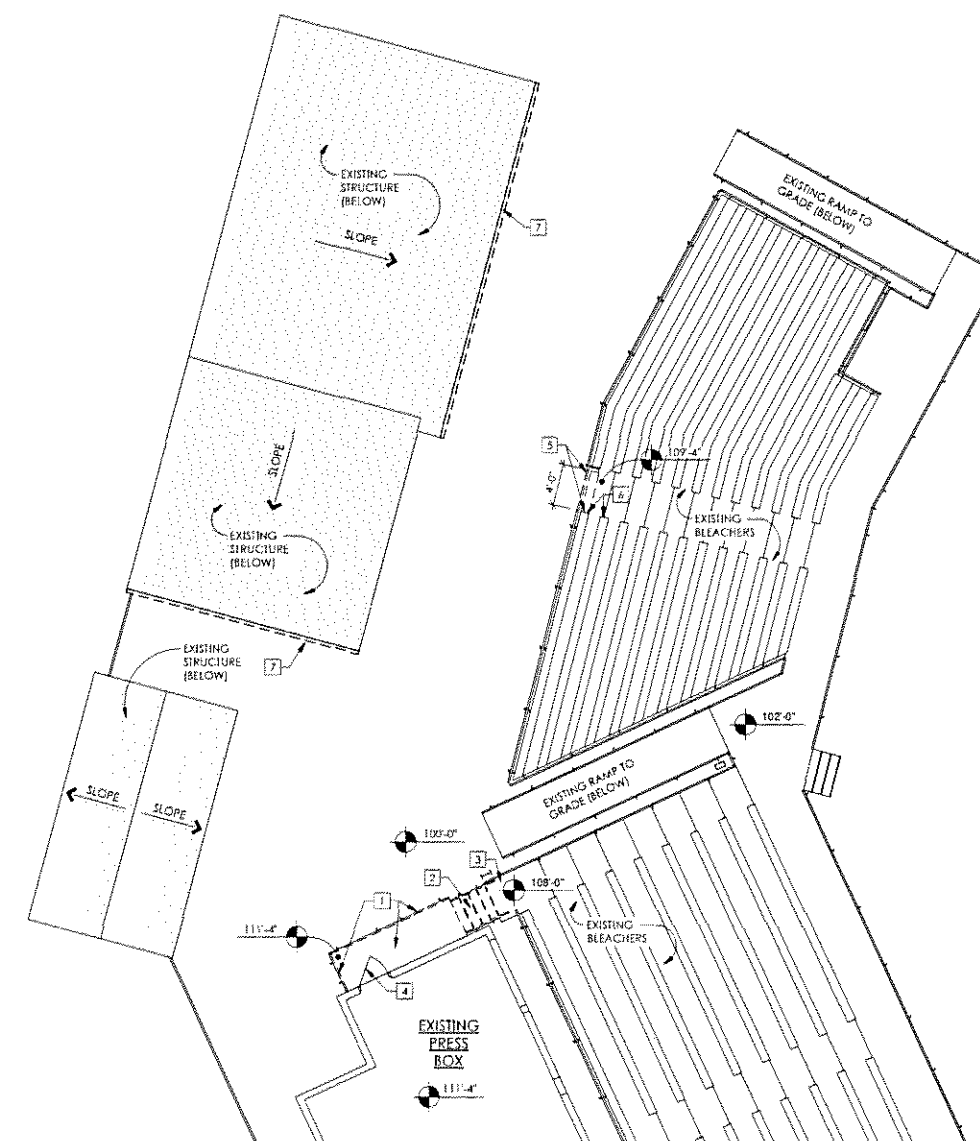 EXISTING
STRUCTURE
(BELOW)
SLOPE
7
EXISTING RAMP TO
GRADE (BELOW)
5
109'-4"
4'-0"
6
SLOPE
EXISTING
BLEACHERS
EXISTING
STRUCTURE
(BELOW)
7
EXISTING
STRUCTURE
(BELOW)
102'-0"
SLOPE
SLOPE
EXISTING RAMP TO
GRADE (BELOW)
100'-0"
3
2
108'-0"
1
111'-4"
EXISTING
BLEACHERS
4
EXISTING
PRESS
BOX
111'-4"